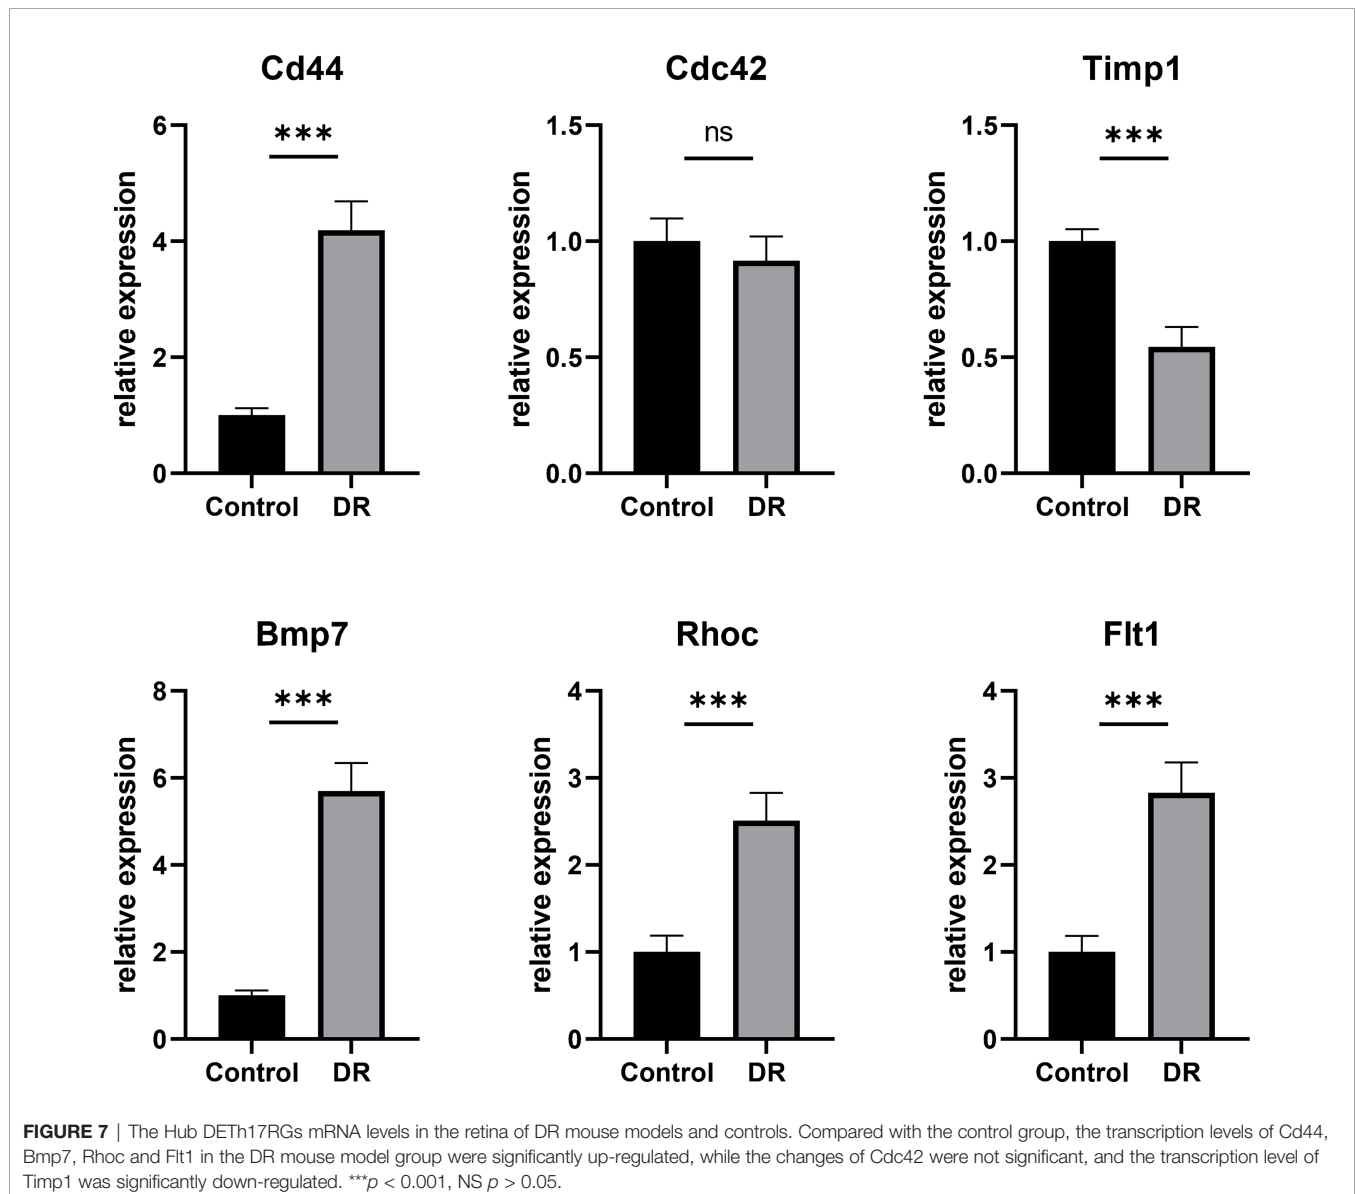 Cd44
Cdc42
Timp1
***
ns
***
6
4
2
0
relative expression
Control DR
1.5
1.0
0.5
0.0
relative expression
Control DR
1.5
1.0
0.5
0.0
relative expression
Control DR
Bmp7
Rhoc
Flt1
***
***
***
8
6
4
2
0
relative expression
Control DR
4
3
2
1
0
relative expression
Control DR
4
3
2
1
0
relative expression
Control DR
FIGURE 7 | The Hub DETh17RGs mRNA levels in the retina of DR mouse models and controls. Compared with the control group, the transcription levels of Cd44,
Bmp7, Rhoc and Flt1 in the DR mouse model group were significantly up-regulated, while the changes of Cdc42 were not significant, and the transcription level of
Timp1 was significantly down-regulated. ***p < 0.001, NS p > 0.05.